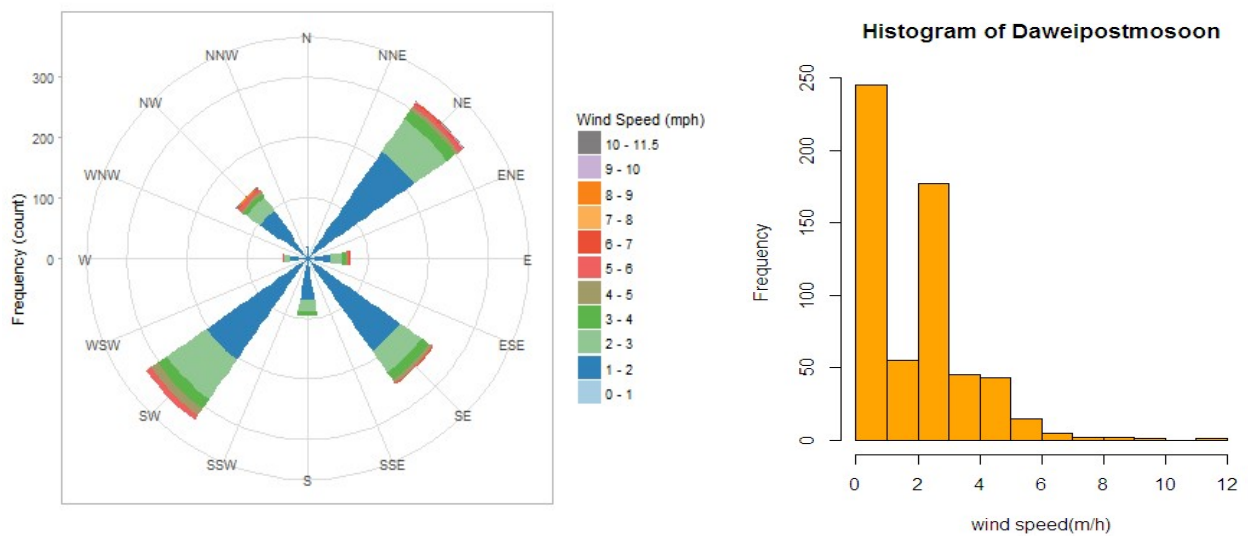 N
NNW
NNE
NW
NE
WNW
ENE
W
E
WSW
ESE
SW
SE
SSW
SSE
S
Frequency (count)
300
200
100
0
Wind Speed (mph)
10 - 11.5
9 - 10
8 - 9
7 - 8
6 - 7
5 - 6
4 - 5
3 - 4
2 - 3
1 - 2
0 - 1
Histogram of Daweipostmosoon
Frequency
250
200
150
100
50
0
0 2 4 6 8 10 12
wind speed(m/h)